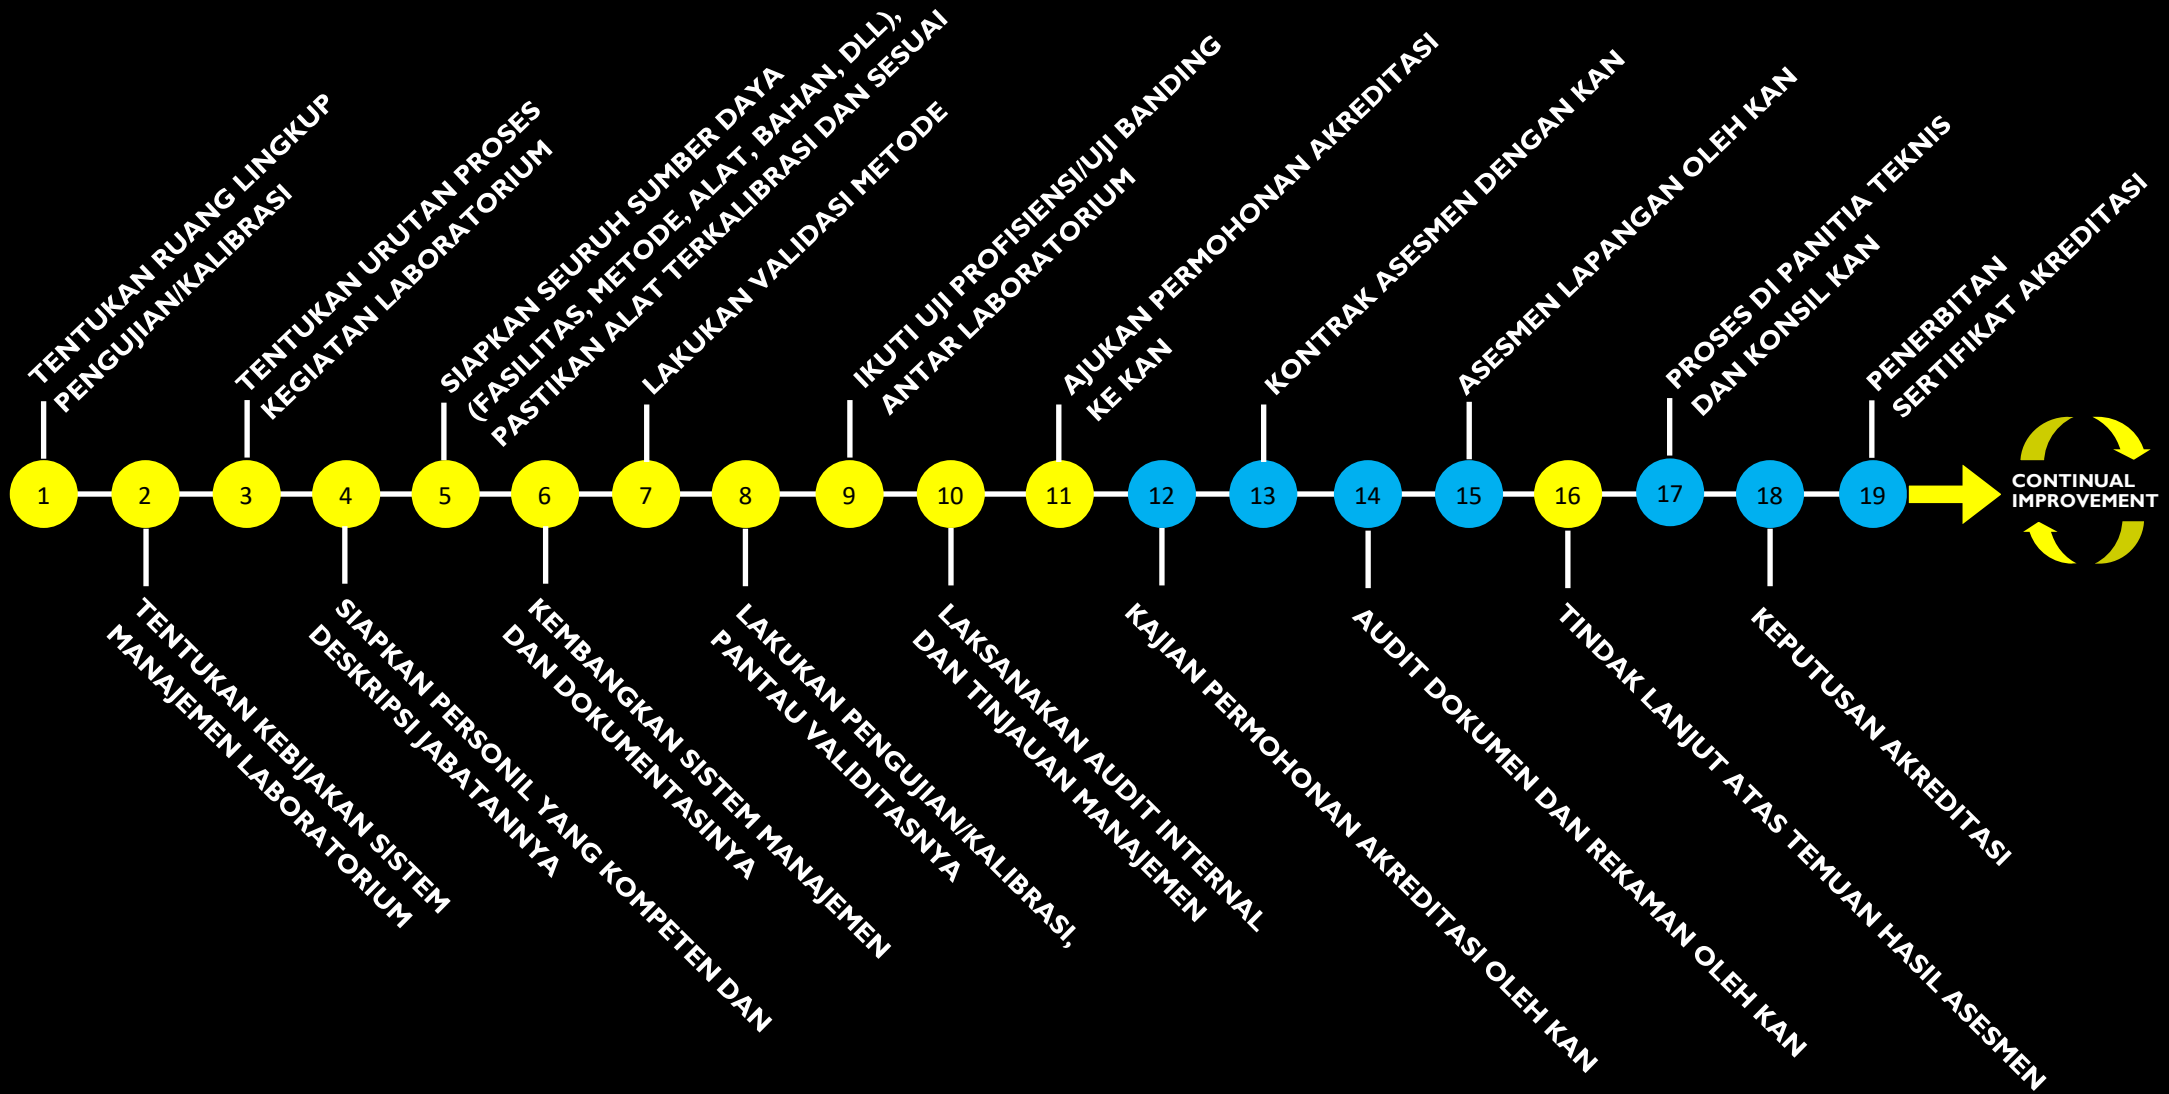 1
TENTUKAN RUANG LINGKUP
PENGUJIAN/KALIBRASI
2
TENTUKAN KEBIJAKAN SISTEM
MANAJEMEN LABORATORIUM
3
TENTUKAN URUTAN PROSES
KEGIATAN LABORATORIUM
4
SIAPKAN PERSONIL YANG KOMPETEN DAN
DESKRIPSI JABATANNYA
5
SIAPKAN SEURUH SUMBER DAYA
(FASILITAS, METODE, ALAT, BAHAN, DLL),
PASTIKAN ALAT TERKALIBRASI DAN SESUAI
6
KEMBANGKAN SISTEM MANAJEMEN
DAN DOKUMENTASINYA
7
LAKUKAN VALIDASI METODE
8
LAKUKAN PENGUJIAN/KALIBRASI,
PANTAU VALIDITASNYA
9
IKUTI UJI PROFISIENSI/UJI BANDING
ANTAR LABORATORIUM
10
LAKSANAKAN AUDIT INTERNAL
DAN TINJAUAN MANAJEMEN
11
AJUKAN PERMOHONAN AKREDITASI
KE KAN
12
KAJIAN PERMOHONAN AKREDITASI OLEH KAN
13
KONTRAK ASESMEN DENGAN KAN
14
AUDIT DOKUMEN DAN REKAMAN OLEH KAN
15
ASESMEN LAPANGAN OLEH KAN
16
TINDAK LANJUT ATAS TEMUAN HASIL ASESMEN
17
PROSES DI PANITIA TEKNIS
DAN KONSIL KAN
18
KEPUTUSAN AKREDITASI
19
PENERBITAN
SERTIFIKAT AKREDITASI
CONTINUAL
IMPROVEMENT